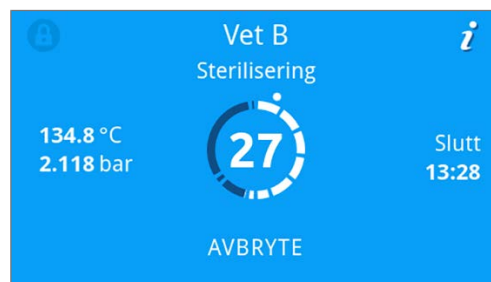 Vet B
i
Sterilisering
134.8 °C
2.118 bar
27
Slutt
13:28
AVBRYTE